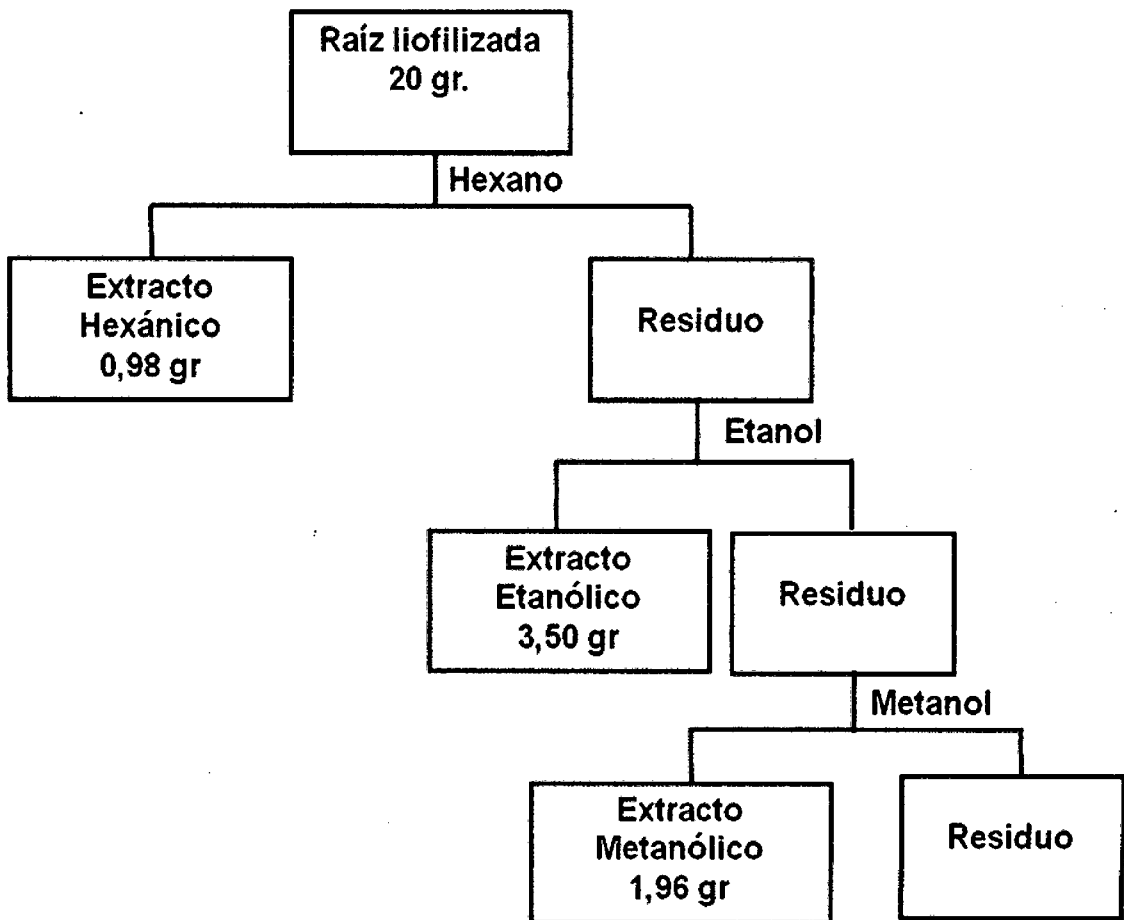 Raíz liofilizada
20 gr.
Hexano
Extracto
Hexánico
0,98 gr
Residuo
Etanol
Extracto
Etanólico
3,50 gr
Residuo
Metanol
Extracto
Metanólico
1,96 gr
Residuo